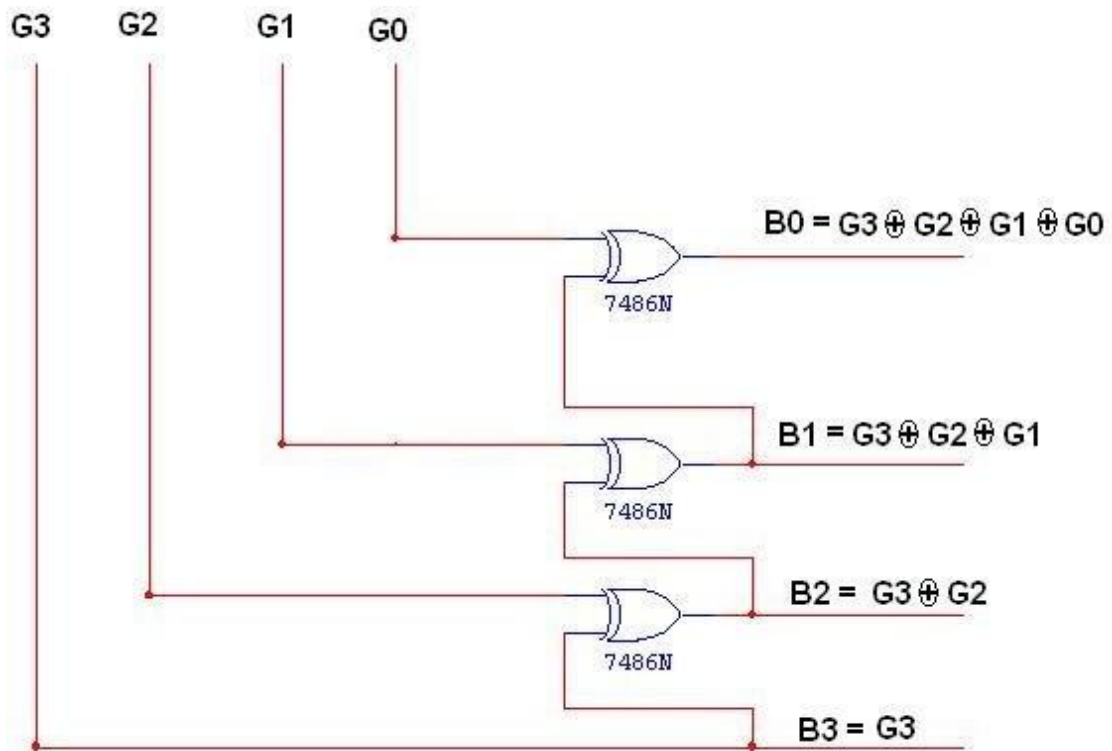 G3 G2 G1 G0
B0 = G3 ⊕ G2 ⊕ G1 ⊕ G0
7486N
B1 = G3 ⊕ G2 ⊕ G1
7486N
B2 = G3 ⊕ G2
7486N
B3 = G3